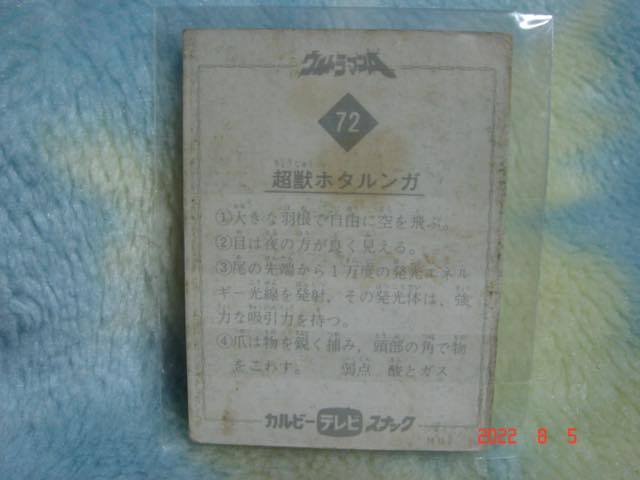 ウルトラマンA
72
超獣ホタルンガ
①大きな羽根で自由に空を飛ぶ。
②目は夜の方が良く見える。
③尾の先端から1万度の発光エネル
ギー光線を発射、その発光体は、強
力な吸引力を持つ。
④爪は物を鋭く捕み、頭部の角で物
をこわす。 弱点 酸とガス
カルビー テレビ スナック
2022 8 5